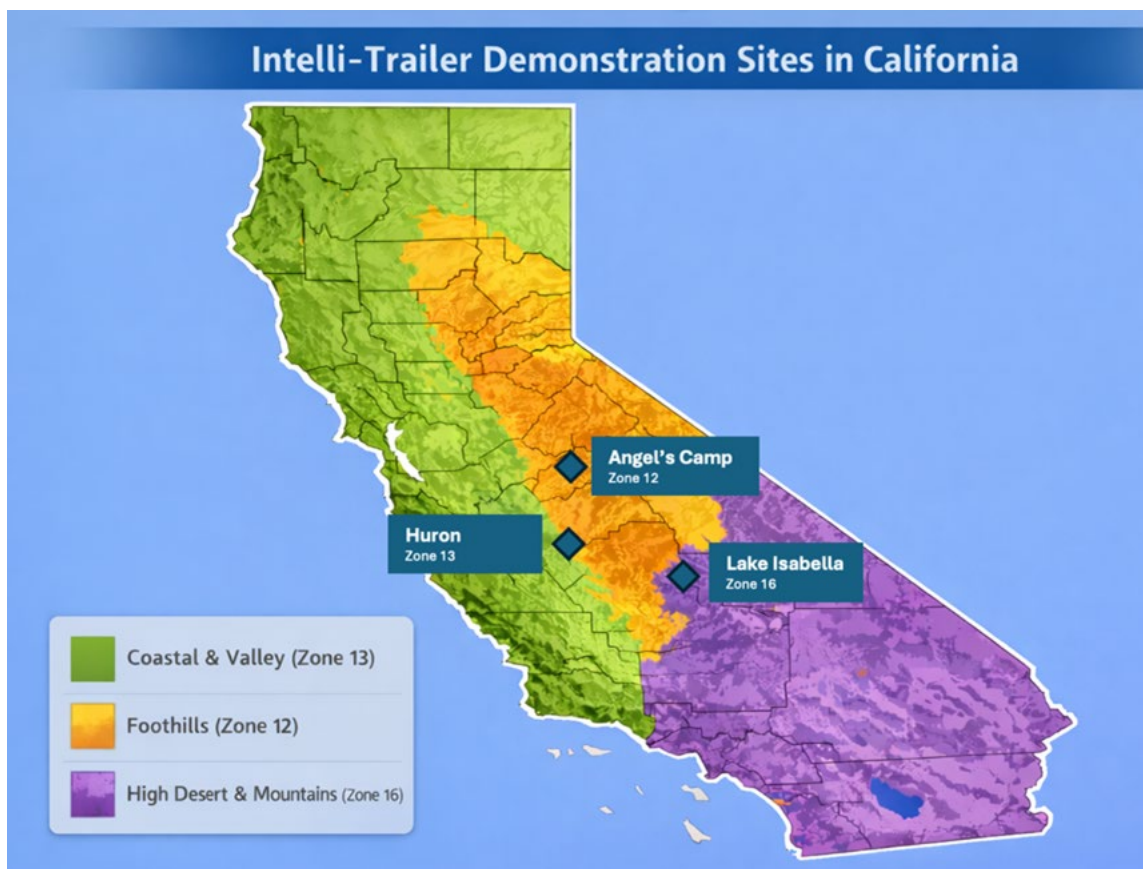 Intelli-Trailer Demonstration Sites in California
Angel's Camp
Zone 12
Huron
Zone 13
Lake Isabella
Zone 16
Coastal & Valley (Zone 13)
Foothills (Zone 12)
High Desert & Mountains (Zone 16)